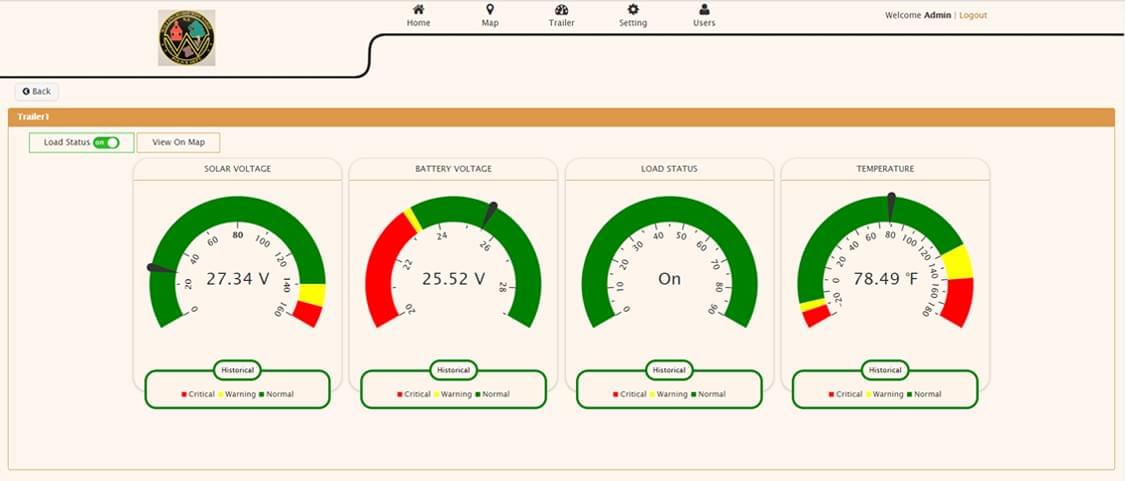 Home Map Trailer Setting Users
Welcome Admin | Logout
Back
Trailer1
Load Status on View On Map
SOLAR VOLTAGE
0 20 40 60 80 100 120 140 160
27.34 V
Historical
Critical Warning Normal
BATTERY VOLTAGE
20 22 24 26 28
25.52 V
Historical
Critical Warning Normal
LOAD STATUS
0 10 20 30 40 50 60 70 80 90
On
Historical
Critical Warning Normal
TEMPERATURE
-20 0 20 40 60 80 100 120 140 160 180
78.49 °F
Historical
Critical Warning Normal